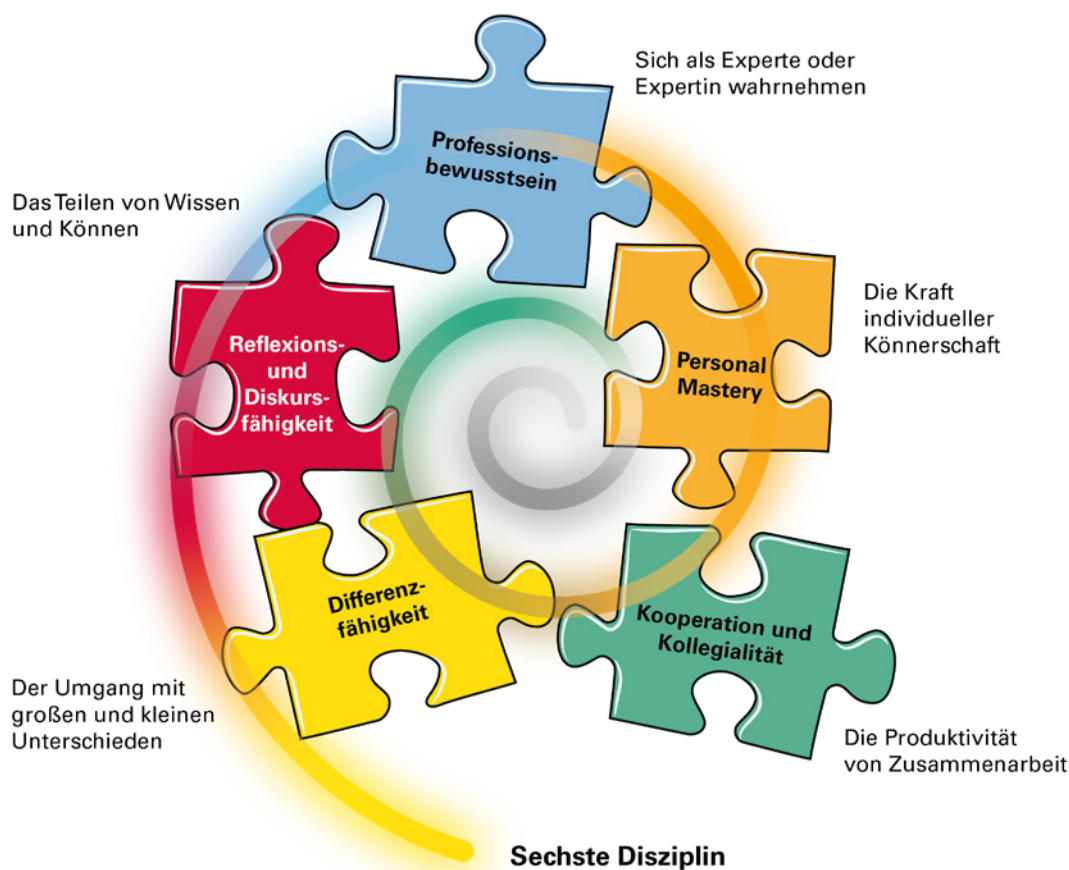 Sich als Experte oder
Expertin wahrnehmen
Professions-
bewusstsein
Das Teilen von Wissen
und Können
Reflexions-
und
Diskurs-
fähigkeit
Personal
Mastery
Die Kraft
individueller
Könnerschaft
Differenz-
fähigkeit
Kooperation und
Kollegialität
Der Umgang mit
großen und kleinen
Unterschieden
Die Produktivität
von Zusammenarbeit
Sechste Disziplin